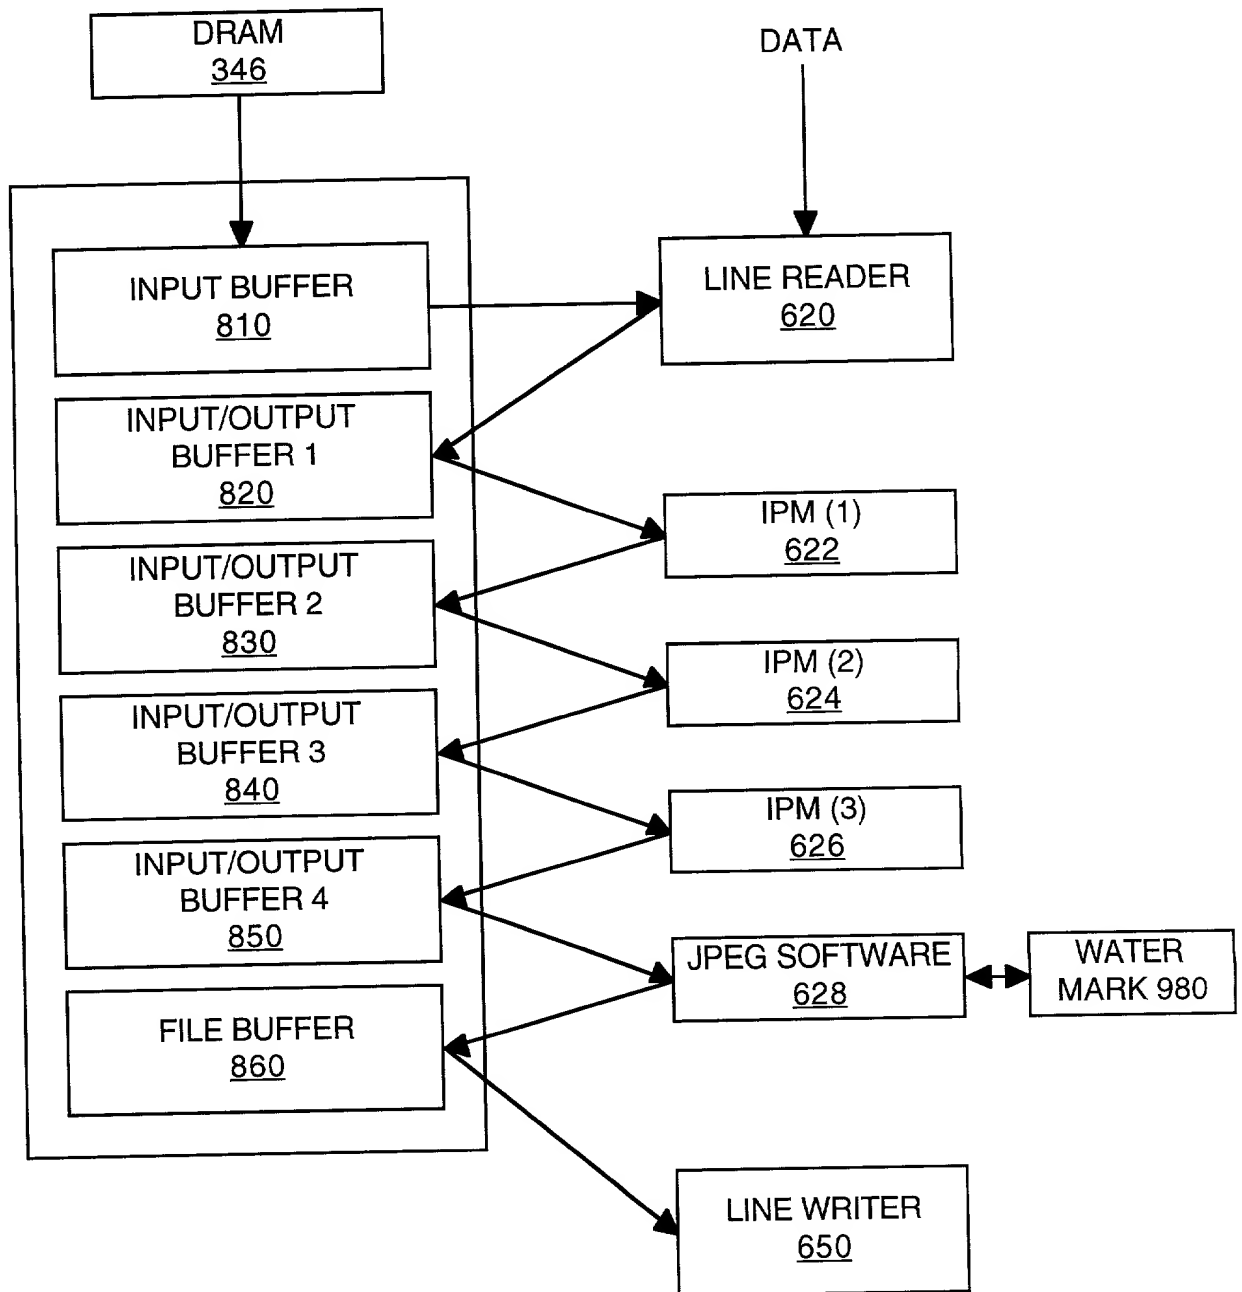 DRAM
346
DATA
INPUT BUFFER
810
LINE READER
620
INPUT/OUTPUT
BUFFER 1
820
IPM (1)
622
INPUT/OUTPUT
BUFFER 2
830
IPM (2)
624
INPUT/OUTPUT
BUFFER 3
840
IPM (3)
626
INPUT/OUTPUT
BUFFER 4
850
JPEG SOFTWARE
628
WATER
MARK 980
FILE BUFFER
860
LINE WRITER
650